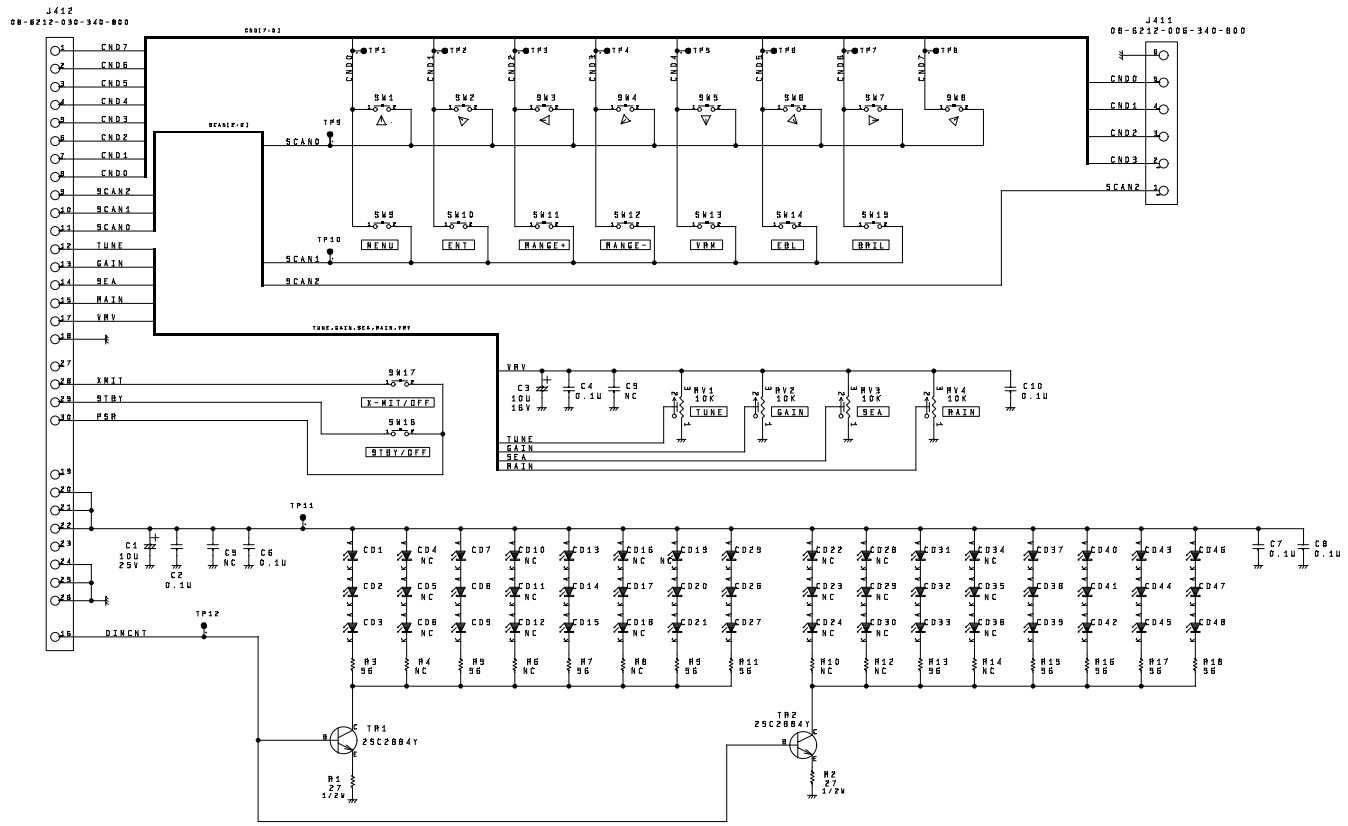 J412
08-6212-030-340-800
J411
08-6212-006-340-800
CND[7-0]
1 CND7
2 CND6
3 CND5
4 CND4
5 CND3
6 CND2
7 CND1
8 CND0
9 SCAN2
10 SCAN1
11 SCAN0
12 TUNE
13 GAIN
14 SEA
15 RAIN
17 VRV
18
27
28 XMIT
29 STBY
30 PSR
19
20
21
22
23
24
25
26
16 DIMCNT
TP1 TP2 TP3 TP4 TP5 TP6 TP7 TP8
CND0 CND1 CND2 CND3 CND4 CND5 CND6 CND7
SW1 SW2 SW3 SW4 SW5 SW6 SW7 SW8
SCAN[2-0]
TP9
SCAN0
SW9 SW10 SW11 SW12 SW13 SW14 SW15
MENU ENT RANGE+ RANGE- VRM EBL BRIL
TP10
SCAN1
SCAN2
6
CND0 5
CND1 4
CND2 3
CND3 2
SCAN2 1
TUNE,GAIN,SEA,RAIN,VRV
SW17
X-MIT/OFF
SW16
STBY/OFF
VRV
C3 10U 16V
C4 0.1U
C9 NC
RV1 10K TUNE
RV2 10K GAIN
RV3 10K SEA
RV4 10K RAIN
C10 0.1U
TUNE
GAIN
SEA
RAIN
TP11
C1 10U 25V
C2 0.1U
C5 NC
C6 0.1U
C7 0.1U
C8 0.1U
TP12
CD1 CD4 NC CD7 CD10 NC CD13 CD16 NC CD19 NC CD25 CD22 NC CD28 NC CD31 CD34 NC CD37 CD40 CD43 CD46
CD2 CD5 NC CD8 CD11 NC CD14 CD17 NC CD20 CD26 CD23 NC CD29 NC CD32 CD35 NC CD38 CD41 CD44 CD47
CD3 CD6 NC CD9 CD12 NC CD15 CD18 NC CD21 CD27 CD24 NC CD30 NC CD33 CD36 NC CD39 CD42 CD45 CD48
R3 56 R4 NC R5 56 R6 NC R7 56 R8 NC R9 56 R11 56 R10 NC R12 NC R13 56 R14 NC R15 56 R16 56 R17 56 R18 56
TR1
2SC2884Y
B C E
R1
27
1/2W
TR2
2SC2884Y
B C E
R2
27
1/2W